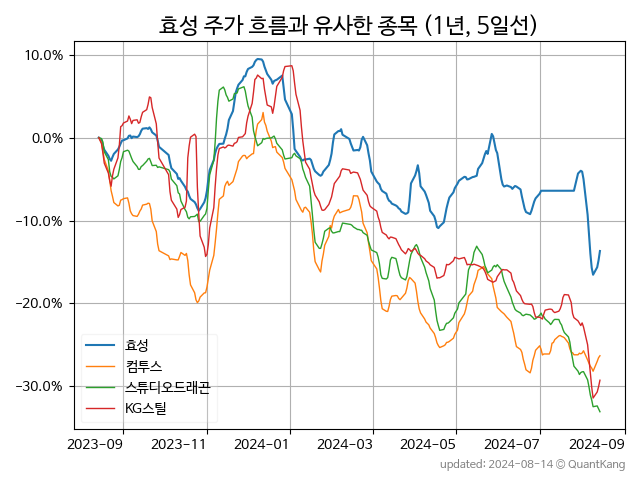 효성 주가 흐름과 유사한 종목 (1년, 5일선)
10.0%
0.0%
-10.0%
-20.0%
-30.0%
효성
컴투스
스튜디오드래곤
KG스틸
2023-09 2023-11 2024-01 2024-03 2024-05 2024-07 2024-09
updated: 2024-08-14 © QuantKang